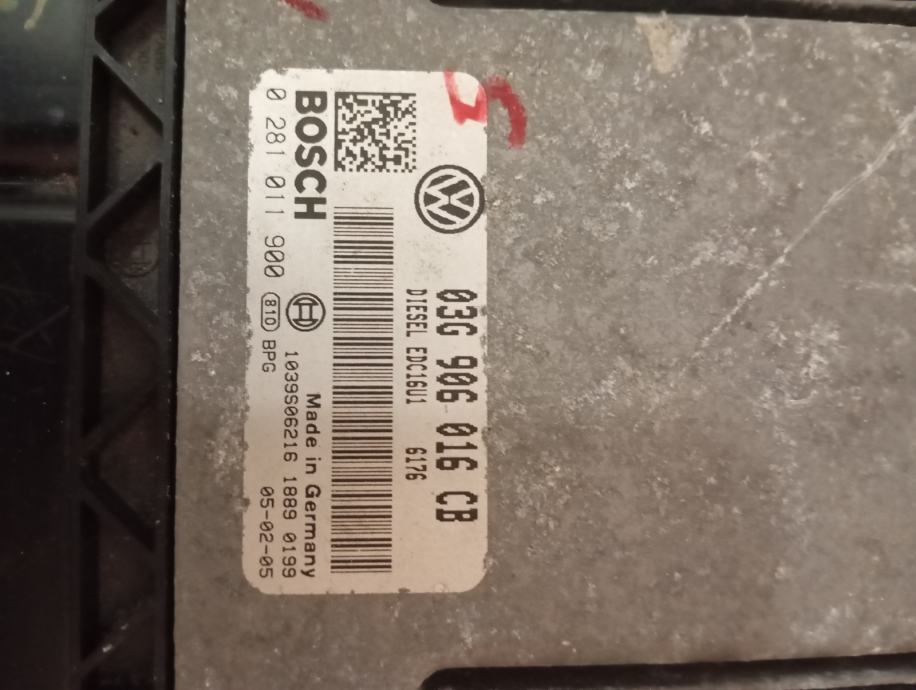 03G 906 016 CB
DIESEL EDC16U1 6176
BOSCH
Made in Germany
0 281 011 900
1039S06216 1889 0199
810 BPG
05-02-05